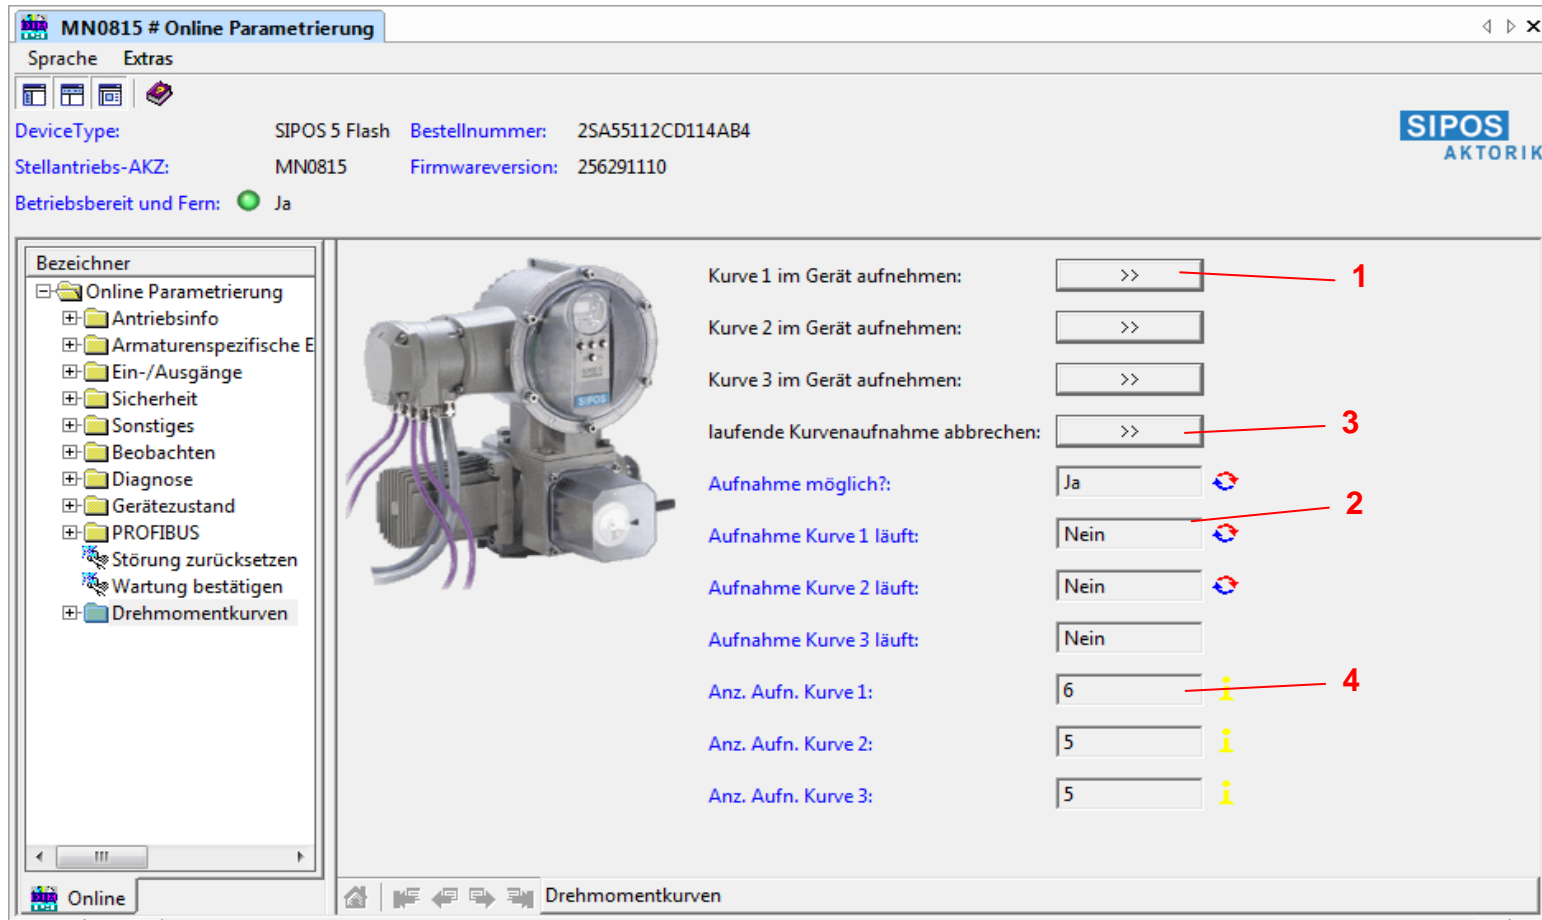 MN0815 # Online Parametrierung
Sprache Extras
DeviceType: SIPOS 5 Flash Bestellnummer: 2SA55112CD114AB4
SIPOS
AKTORIK
Stellantriebs-AKZ: MN0815 Firmwareversion: 256291110
Betriebsbereit und Fern: Ja
Bezeichner
Online Parametrierung
Antriebsinfo
Armaturenspezifische E
Ein-/Ausgänge
Sicherheit
Sonstiges
Beobachten
Diagnose
Gerätezustand
PROFIBUS
Störung zurücksetzen
Wartung bestätigen
Drehmomentkurven
Online
SIPOS
Kurve 1 im Gerät aufnehmen: >> 1
Kurve 2 im Gerät aufnehmen: >>
Kurve 3 im Gerät aufnehmen: >>
laufende Kurvenaufnahme abbrechen: >> 3
Aufnahme möglich?: Ja
2
Aufnahme Kurve 1 läuft: Nein
Aufnahme Kurve 2 läuft: Nein
Aufnahme Kurve 3 läuft: Nein
Anz. Aufn. Kurve 1: 6 i 4
Anz. Aufn. Kurve 2: 5 i
Anz. Aufn. Kurve 3: 5 i
Drehmomentkurven